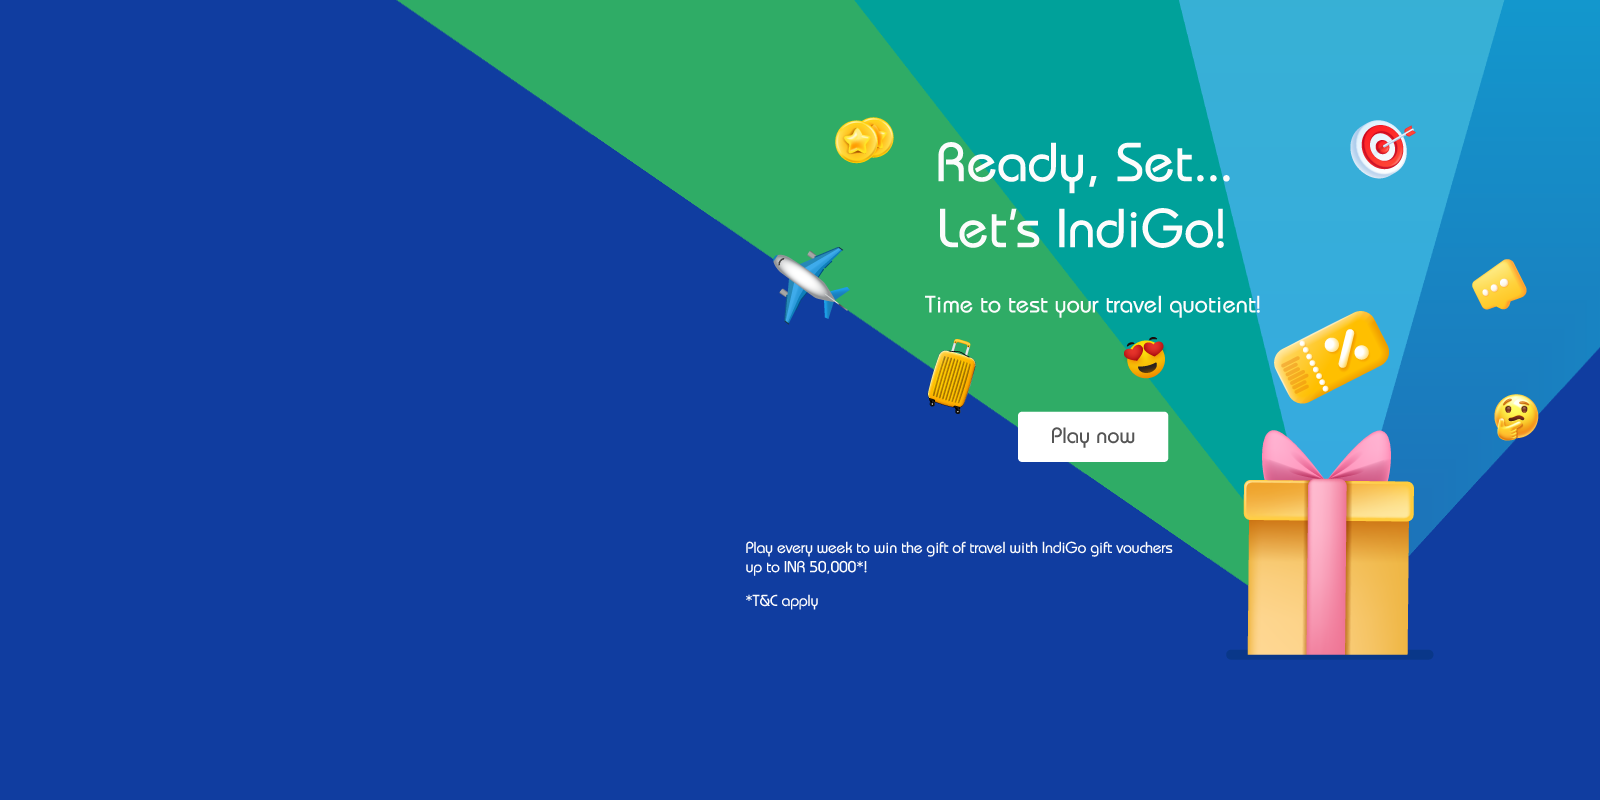 Ready, Set...
Let's IndiGo!
Time to test your travel quotient!
Play now
Play every week to win the gift of travel with IndiGo gift vouchers
up to INR 50,000*!
*T&C apply